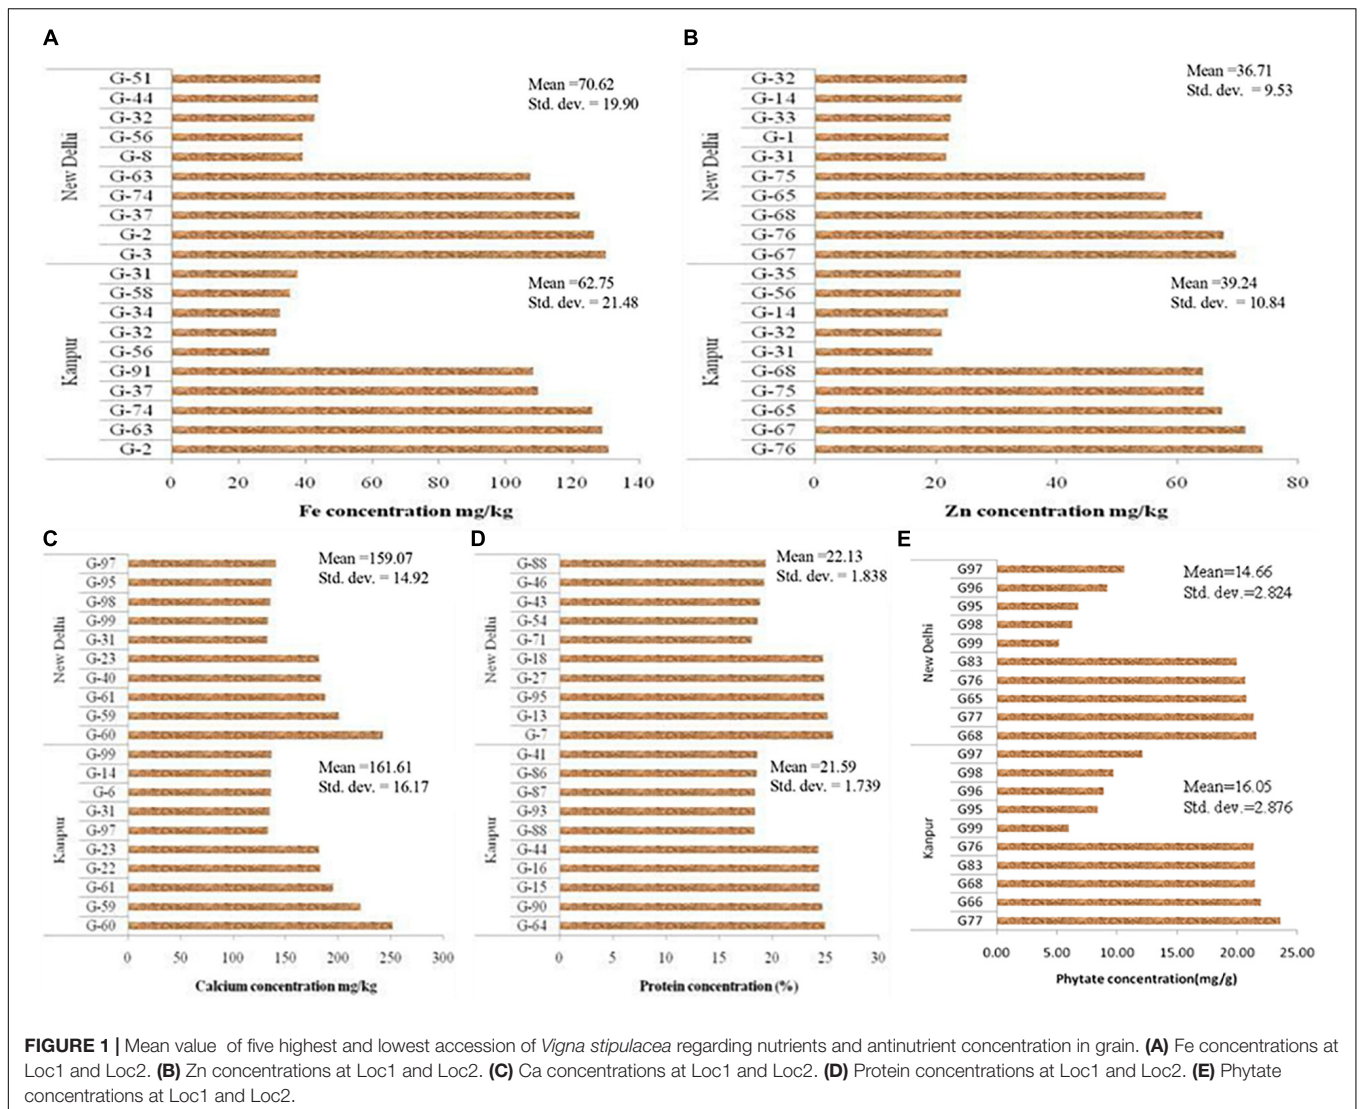 A
New Delhi
G-51
G-44
G-32
G-56
G-8
G-63
G-74
G-37
G-2
G-3
Mean =70.62
Std. dev. = 19.90
Kanpur
G-31
G-58
G-34
G-32
G-56
G-91
G-37
G-74
G-63
G-2
Mean =62.75
Std. dev. = 21.48
0 20 40 60 80 100 120 140
Fe concentration mg/kg
B
New Delhi
G-32
G-14
G-33
G-1
G-31
G-75
G-65
G-68
G-76
G-67
Mean =36.71
Std. dev. = 9.53
Kanpur
G-35
G-56
G-14
G-32
G-31
G-68
G-75
G-65
G-67
G-76
Mean =39.24
Std. dev. = 10.84
0 20 40 60 80
Zn concentration mg/kg
C
New Delhi
G-97
G-95
G-98
G-99
G-31
G-23
G-40
G-61
G-59
G-60
Mean =159.07
Std. dev. = 14.92
Kanpur
G-99
G-14
G-6
G-31
G-97
G-23
G-22
G-61
G-59
G-60
Mean =161.61
Std. dev. = 16.17
0 50 100 150 200 250 300
Calcium concentration mg/kg
D
New Delhi
G-88
G-46
G-43
G-54
G-71
G-18
G-27
G-95
G-13
G-7
Mean =22.13
Std. dev. = 1.838
Kanpur
G-41
G-86
G-87
G-93
G-88
G-44
G-16
G-15
G-90
G-64
Mean =21.59
Std. dev. = 1.739
0 5 10 15 20 25 30
Protein concentration (%)
E
New Delhi
G97
G96
G95
G98
G99
G83
G76
G65
G77
G68
Mean=14.66
Std. dev.=2.824
Kanpur
G97
G98
G96
G95
G99
G76
G83
G68
G66
G77
Mean=16.05
Std. dev.=2.876
0.00 5.00 10.00 15.00 20.00 25.00
Phytate concentration(mg/g)
FIGURE 1 | Mean value of five highest and lowest accession of Vigna stipulacea regarding nutrients and antinutrient concentration in grain. (A) Fe concentrations at
Loc1 and Loc2. (B) Zn concentrations at Loc1 and Loc2. (C) Ca concentrations at Loc1 and Loc2. (D) Protein concentrations at Loc1 and Loc2. (E) Phytate
concentrations at Loc1 and Loc2.